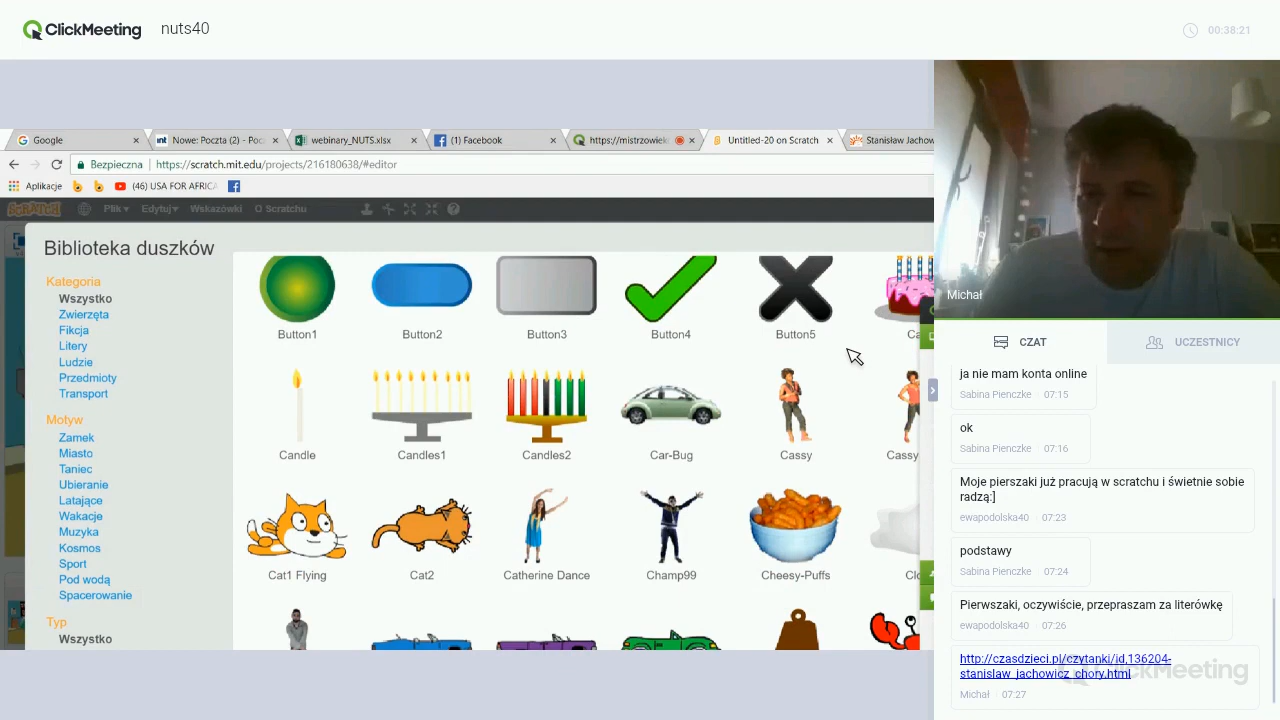 ClickMeeting nuts40
00:38:21
Google
Nowe: Poczta (2) - Poc
webinary_NUTS.xlsx
(1) Facebook
https://mistrzowiek
Untitled-20 on Scratch
Stanisław Jachow
Bezpieczna
https://scratch.mit.edu/projects/216180638/#editor
Aplikacje
(46) USA FOR AFRICA
SCRATCH
Plik
Edytuj
Wskazówki
O Scratchu
Biblioteka duszków
Kategoria
Wszystko
Zwierzęta
Fikcja
Litery
Ludzie
Przedmioty
Transport
Motyw
Zamek
Miasto
Taniec
Ubieranie
Latające
Wakacje
Muzyka
Kosmos
Sport
Pod wodą
Spacerowanie
Typ
Wszystko
Button1
Button2
Button3
Button4
Button5
Ca
Candle
Candles1
Candles2
Car-Bug
Cassy
Cassy
Cat1 Flying
Cat2
Catherine Dance
Champ99
Cheesy-Puffs
Clo
Michał
CZAT
UCZESTNICY
ja nie mam konta online
Sabina Pienczke 07:15
ok
Sabina Pienczke 07:16
Moje pierszaki już pracują w scratchu i świetnie sobie
radzą:]
ewapodolska40 07:23
podstawy
Sabina Pienczke 07:24
Pierwszaki, oczywiście, przepraszam za literówkę
ewapodolska40 07:26
http://czasdzieci.pl/czytanki/id,136204-
stanislaw_jachowicz_chory.html
Michał 07:27
ClickMeeting